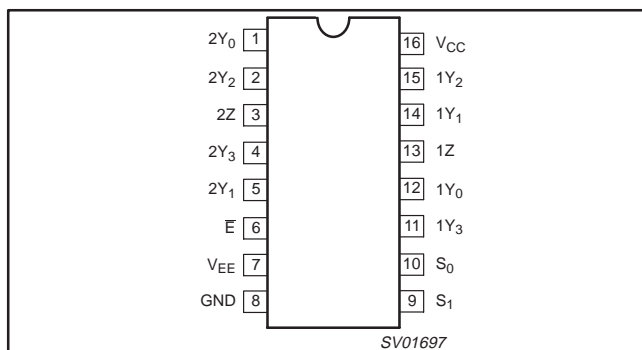 2Y0 1 16 VCC
2Y2 2 15 1Y2
2Z 3 14 1Y1
2Y3 4 13 1Z
2Y1 5 12 1Y0
E̅ 6 11 1Y3
VEE 7 10 S0
GND 8 9 S1
SV01697